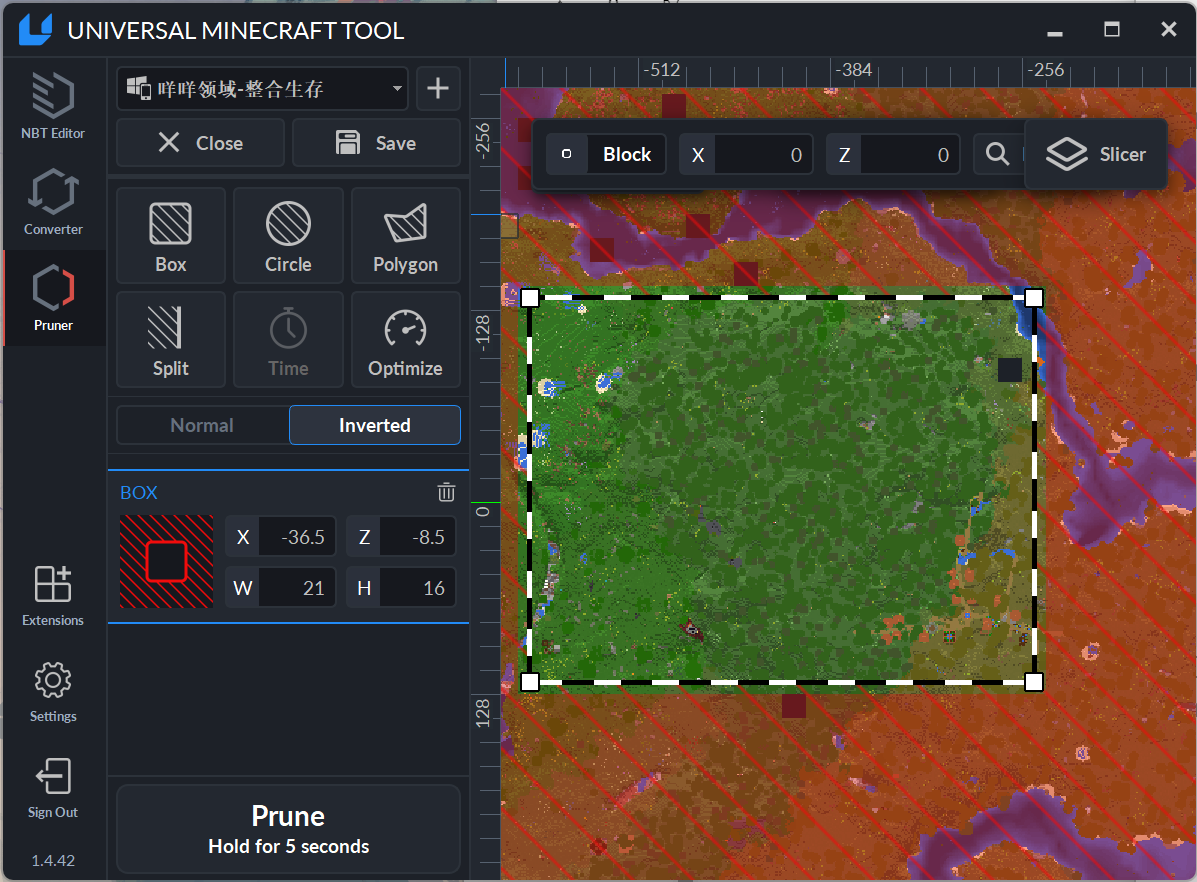 UNIVERSAL MINECRAFT TOOL
NBT Editor
Converter
Pruner
Extensions
Settings
Sign Out
1.4.42
咩咩领域-整合生存
Close
Save
Box
Circle
Polygon
Split
Time
Optimize
Normal
Inverted
BOX
X -36.5
Z -8.5
W 21
H 16
Prune
Hold for 5 seconds
-512
-384
-256
-256
-128
0
128
Block
X 0
Z 0
Slicer